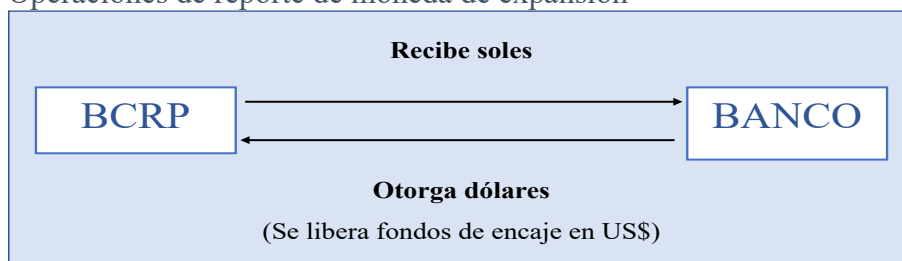 Operaciones de reporte de moneda de expansión
Recibe soles
BCRP
BANCO
Otorga dólares
(Se libera fondos de encaje en US$)